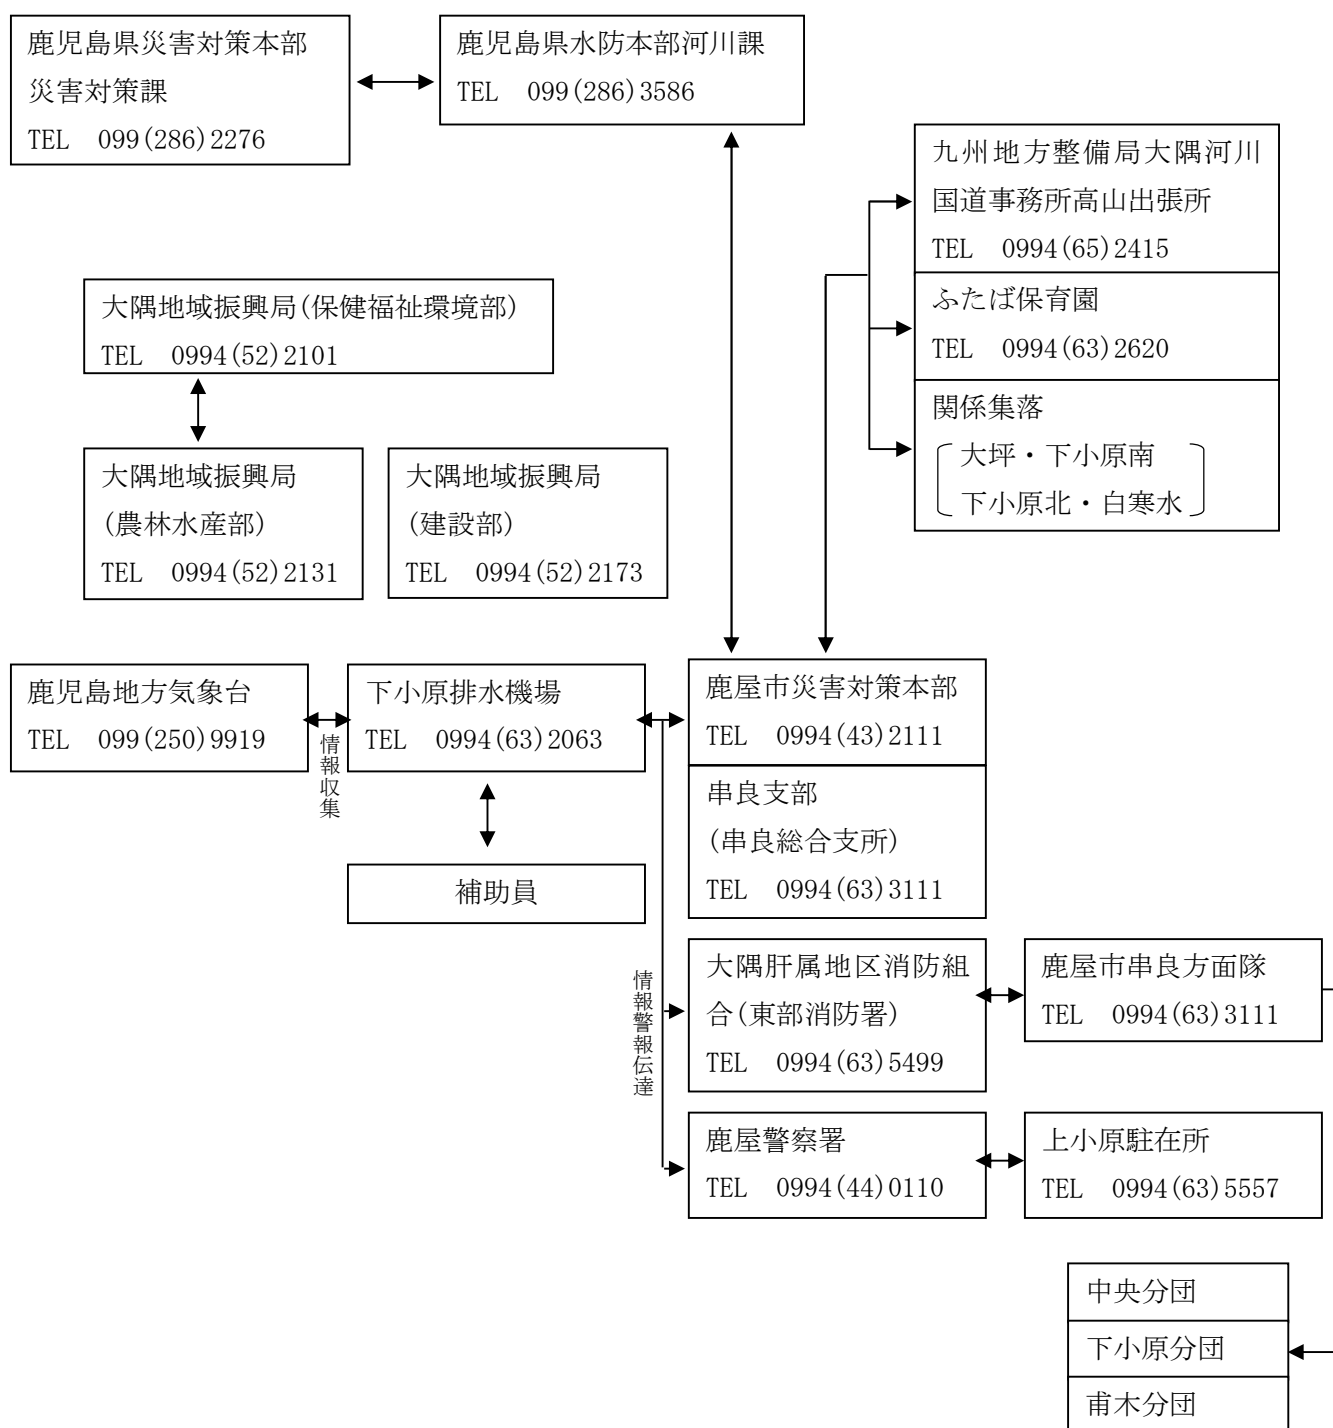 鹿児島県災害対策本部
災害対策課
TEL　099(286)2276
鹿児島県水防本部河川課
TEL　099(286)3586
九州地方整備局大隅河川
国道事務所高山出張所
TEL　0994(65)2415
ふたば保育園
TEL　0994(63)2620
関係集落
大坪・下小原南
下小原北・白寒水
大隅地域振興局(保健福祉環境部)
TEL　0994(52)2101
大隅地域振興局
(農林水産部)
TEL　0994(52)2131
大隅地域振興局
(建設部)
TEL　0994(52)2173
鹿児島地方気象台
TEL　099(250)9919
情報収集
下小原排水機場
TEL　0994(63)2063
補助員
鹿屋市災害対策本部
TEL　0994(43)2111
串良支部
(串良総合支所)
TEL　0994(63)3111
情報警報伝達
大隅肝属地区消防組
合(東部消防署)
TEL　0994(63)5499
鹿屋市串良方面隊
TEL　0994(63)3111
鹿屋警察署
TEL　0994(44)0110
上小原駐在所
TEL　0994(63)5557
中央分団
下小原分団
甫木分団